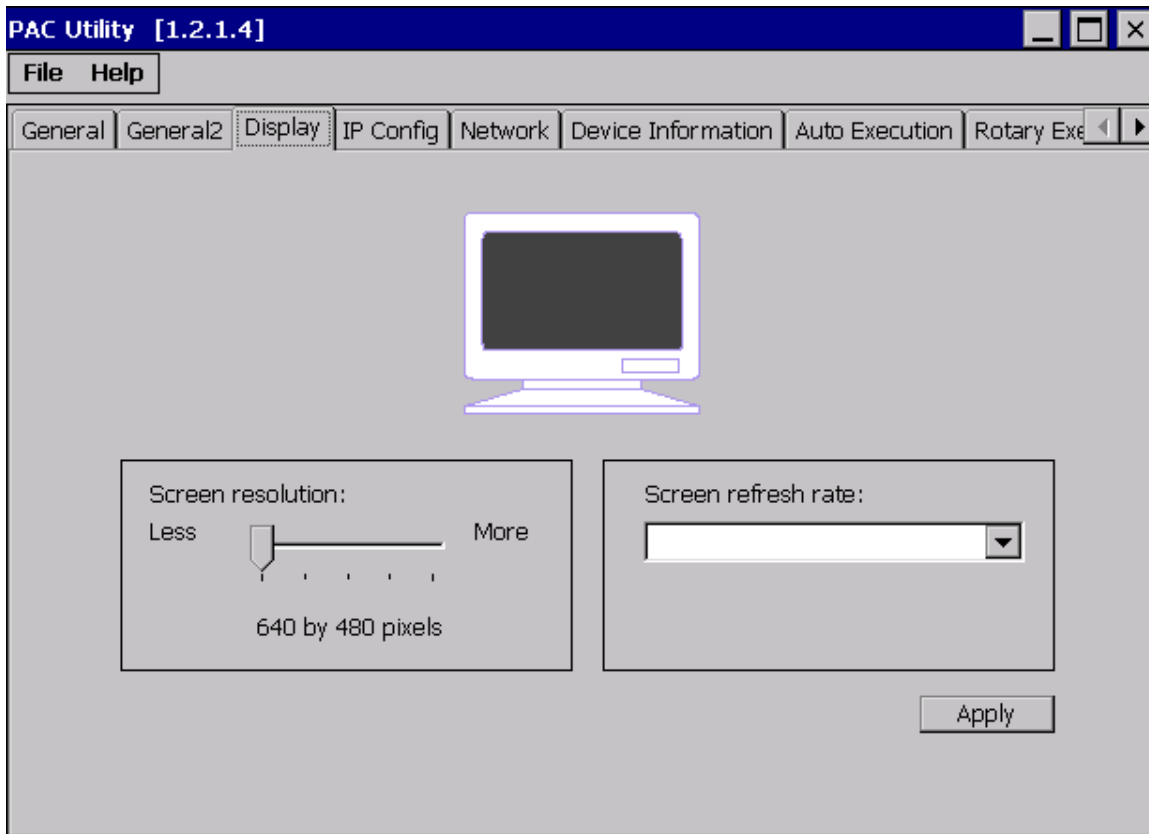 PAC Utility [1.2.1.4]
File Help
General General2 Display IP Config Network Device Information Auto Execution Rotary Exe
Screen resolution:
Less More
640 by 480 pixels
Screen refresh rate:
Apply